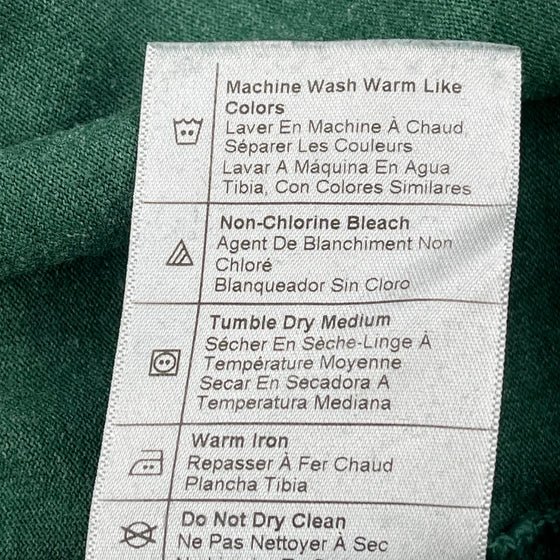 Machine Wash Warm Like
Colors
Laver En Machine À Chaud
Séparer Les Couleurs
Lavar A Máquina En Agua
Tibia, Con Colores Similares
Non-Chlorine Bleach
Agent De Blanchiment Non
Chloré
Blanqueador Sin Cloro
Tumble Dry Medium
Sécher En Sèche-Linge À
Température Moyenne
Secar En Secadora A
Temperatura Mediana
Warm Iron
Repasser À Fer Chaud
Plancha Tibia
Do Not Dry Clean
Ne Pas Nettoyer À Sec